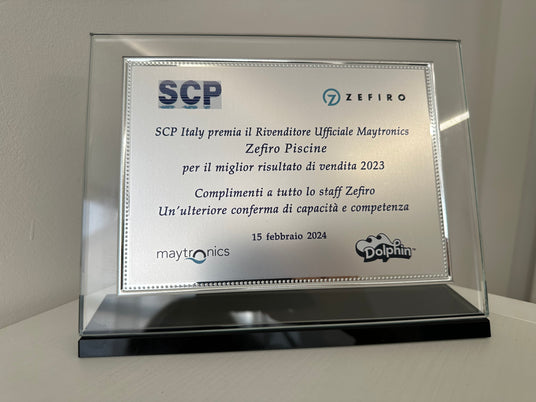 SCP
ZEFIRO
SCP Italy premia il Rivenditore Ufficiale Maytronics
Zefiro Piscine
per il miglior risultato di vendita 2023
Complimenti a tutto lo staff Zefiro
Un'ulteriore conferma di capacità e competenza
15 febbraio 2024
maytronics
Dolphin™